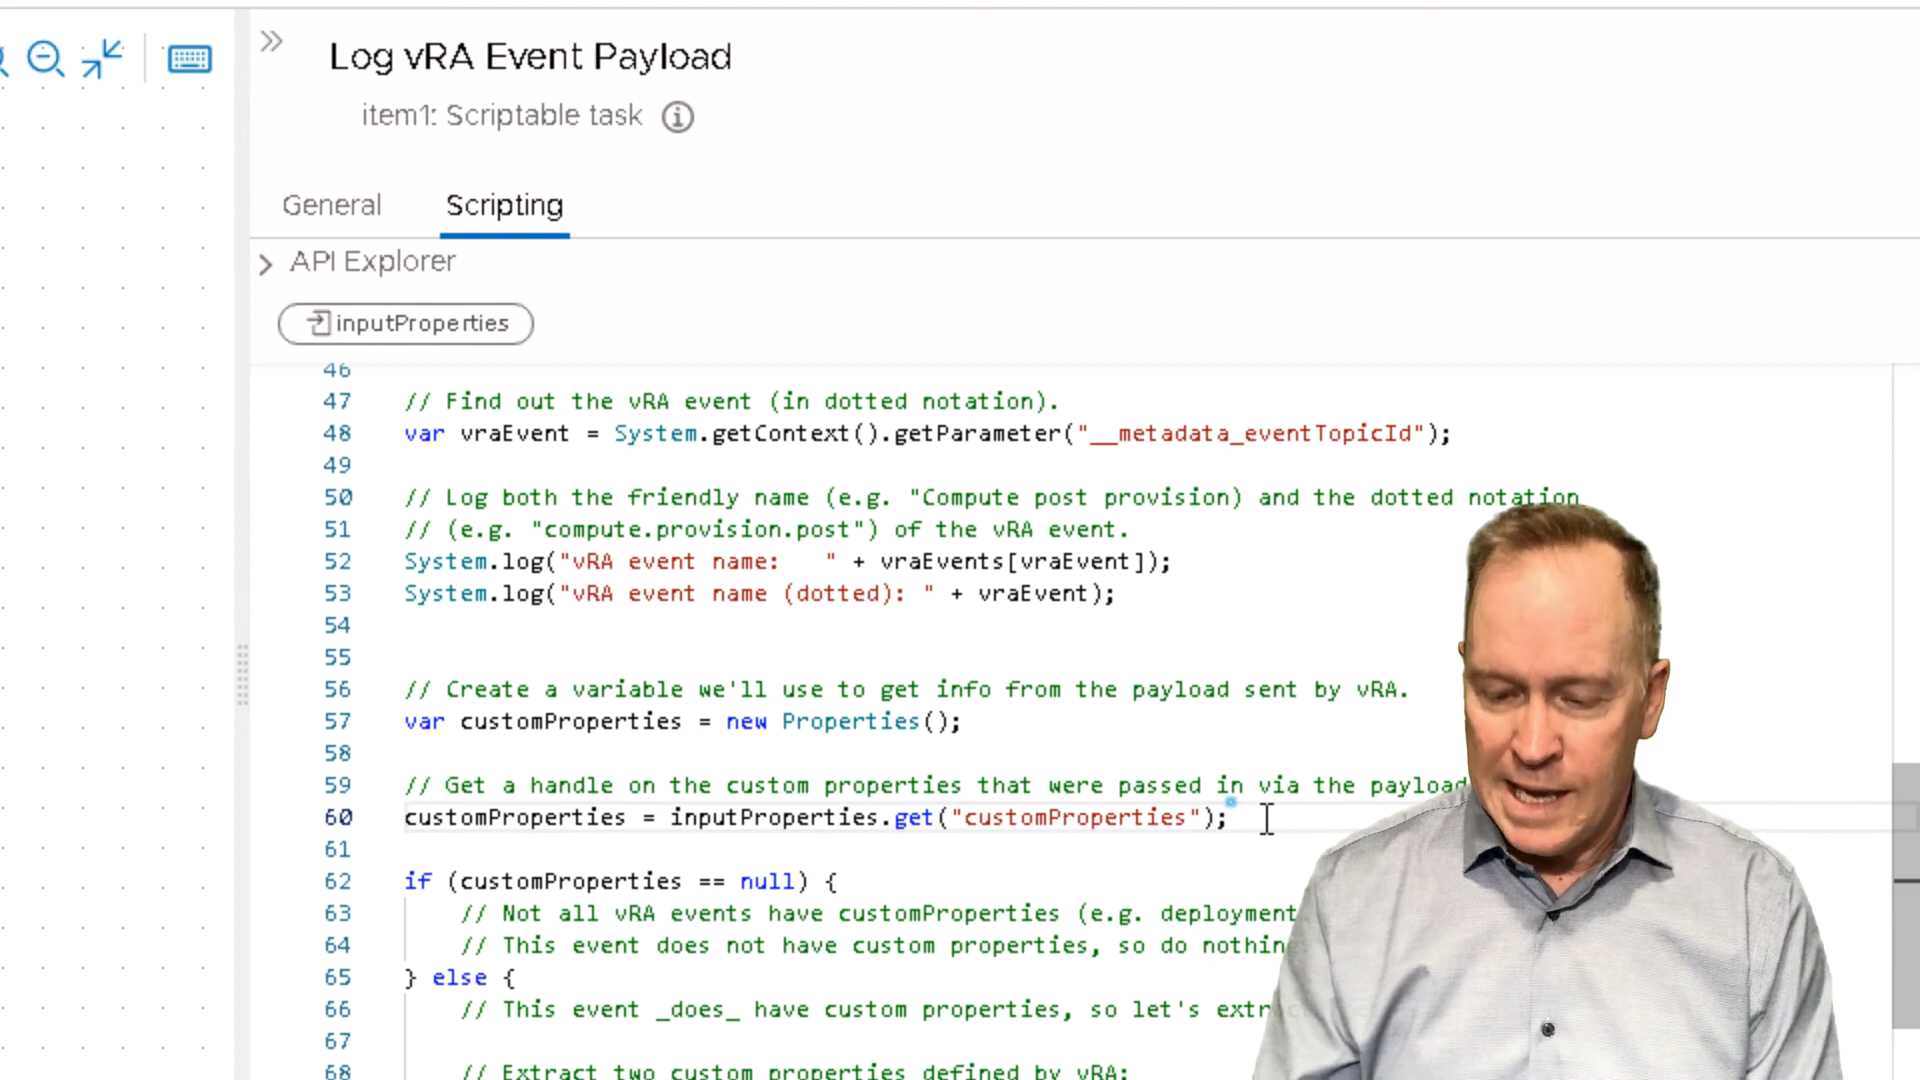 Log vRA Event Payload
item1: Scriptable task
General Scripting
API Explorer
inputProperties
46
47 // Find out the vRA event (in dotted notation).
48 var vraEvent = System.getContext().getParameter("__metadata_eventTopicId");
49
50 // Log both the friendly name (e.g. "Compute post provision) and the dotted notation
51 // (e.g. "compute.provision.post") of the vRA event.
52 System.log("vRA event name:   " + vraEvents[vraEvent]);
53 System.log("vRA event name (dotted): " + vraEvent);
54
55
56 // Create a variable we'll use to get info from the payload sent by vRA.
57 var customProperties = new Properties();
58
59 // Get a handle on the custom properties that were passed in via the payload
60 customProperties = inputProperties.get("customProperties");
61
62 if (customProperties == null) {
63 // Not all vRA events have customProperties (e.g. deployment
64 // This event does not have custom properties, so do nothin
65 } else {
66 // This event _does_ have custom properties, so let's extr
67
68 // Extract two custom properties defined by vRA: